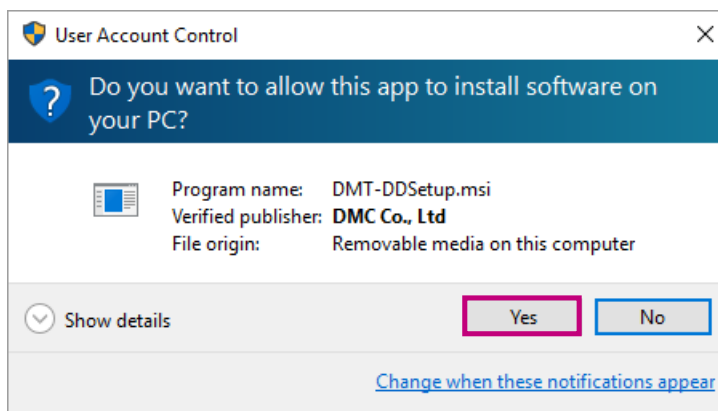 User Account Control
Do you want to allow this app to install software on
your PC?
Program name: DMT-DDSetup.msi
Verified publisher: DMC Co., Ltd
File origin: Removable media on this computer
Show details
Yes
No
Change when these notifications appear